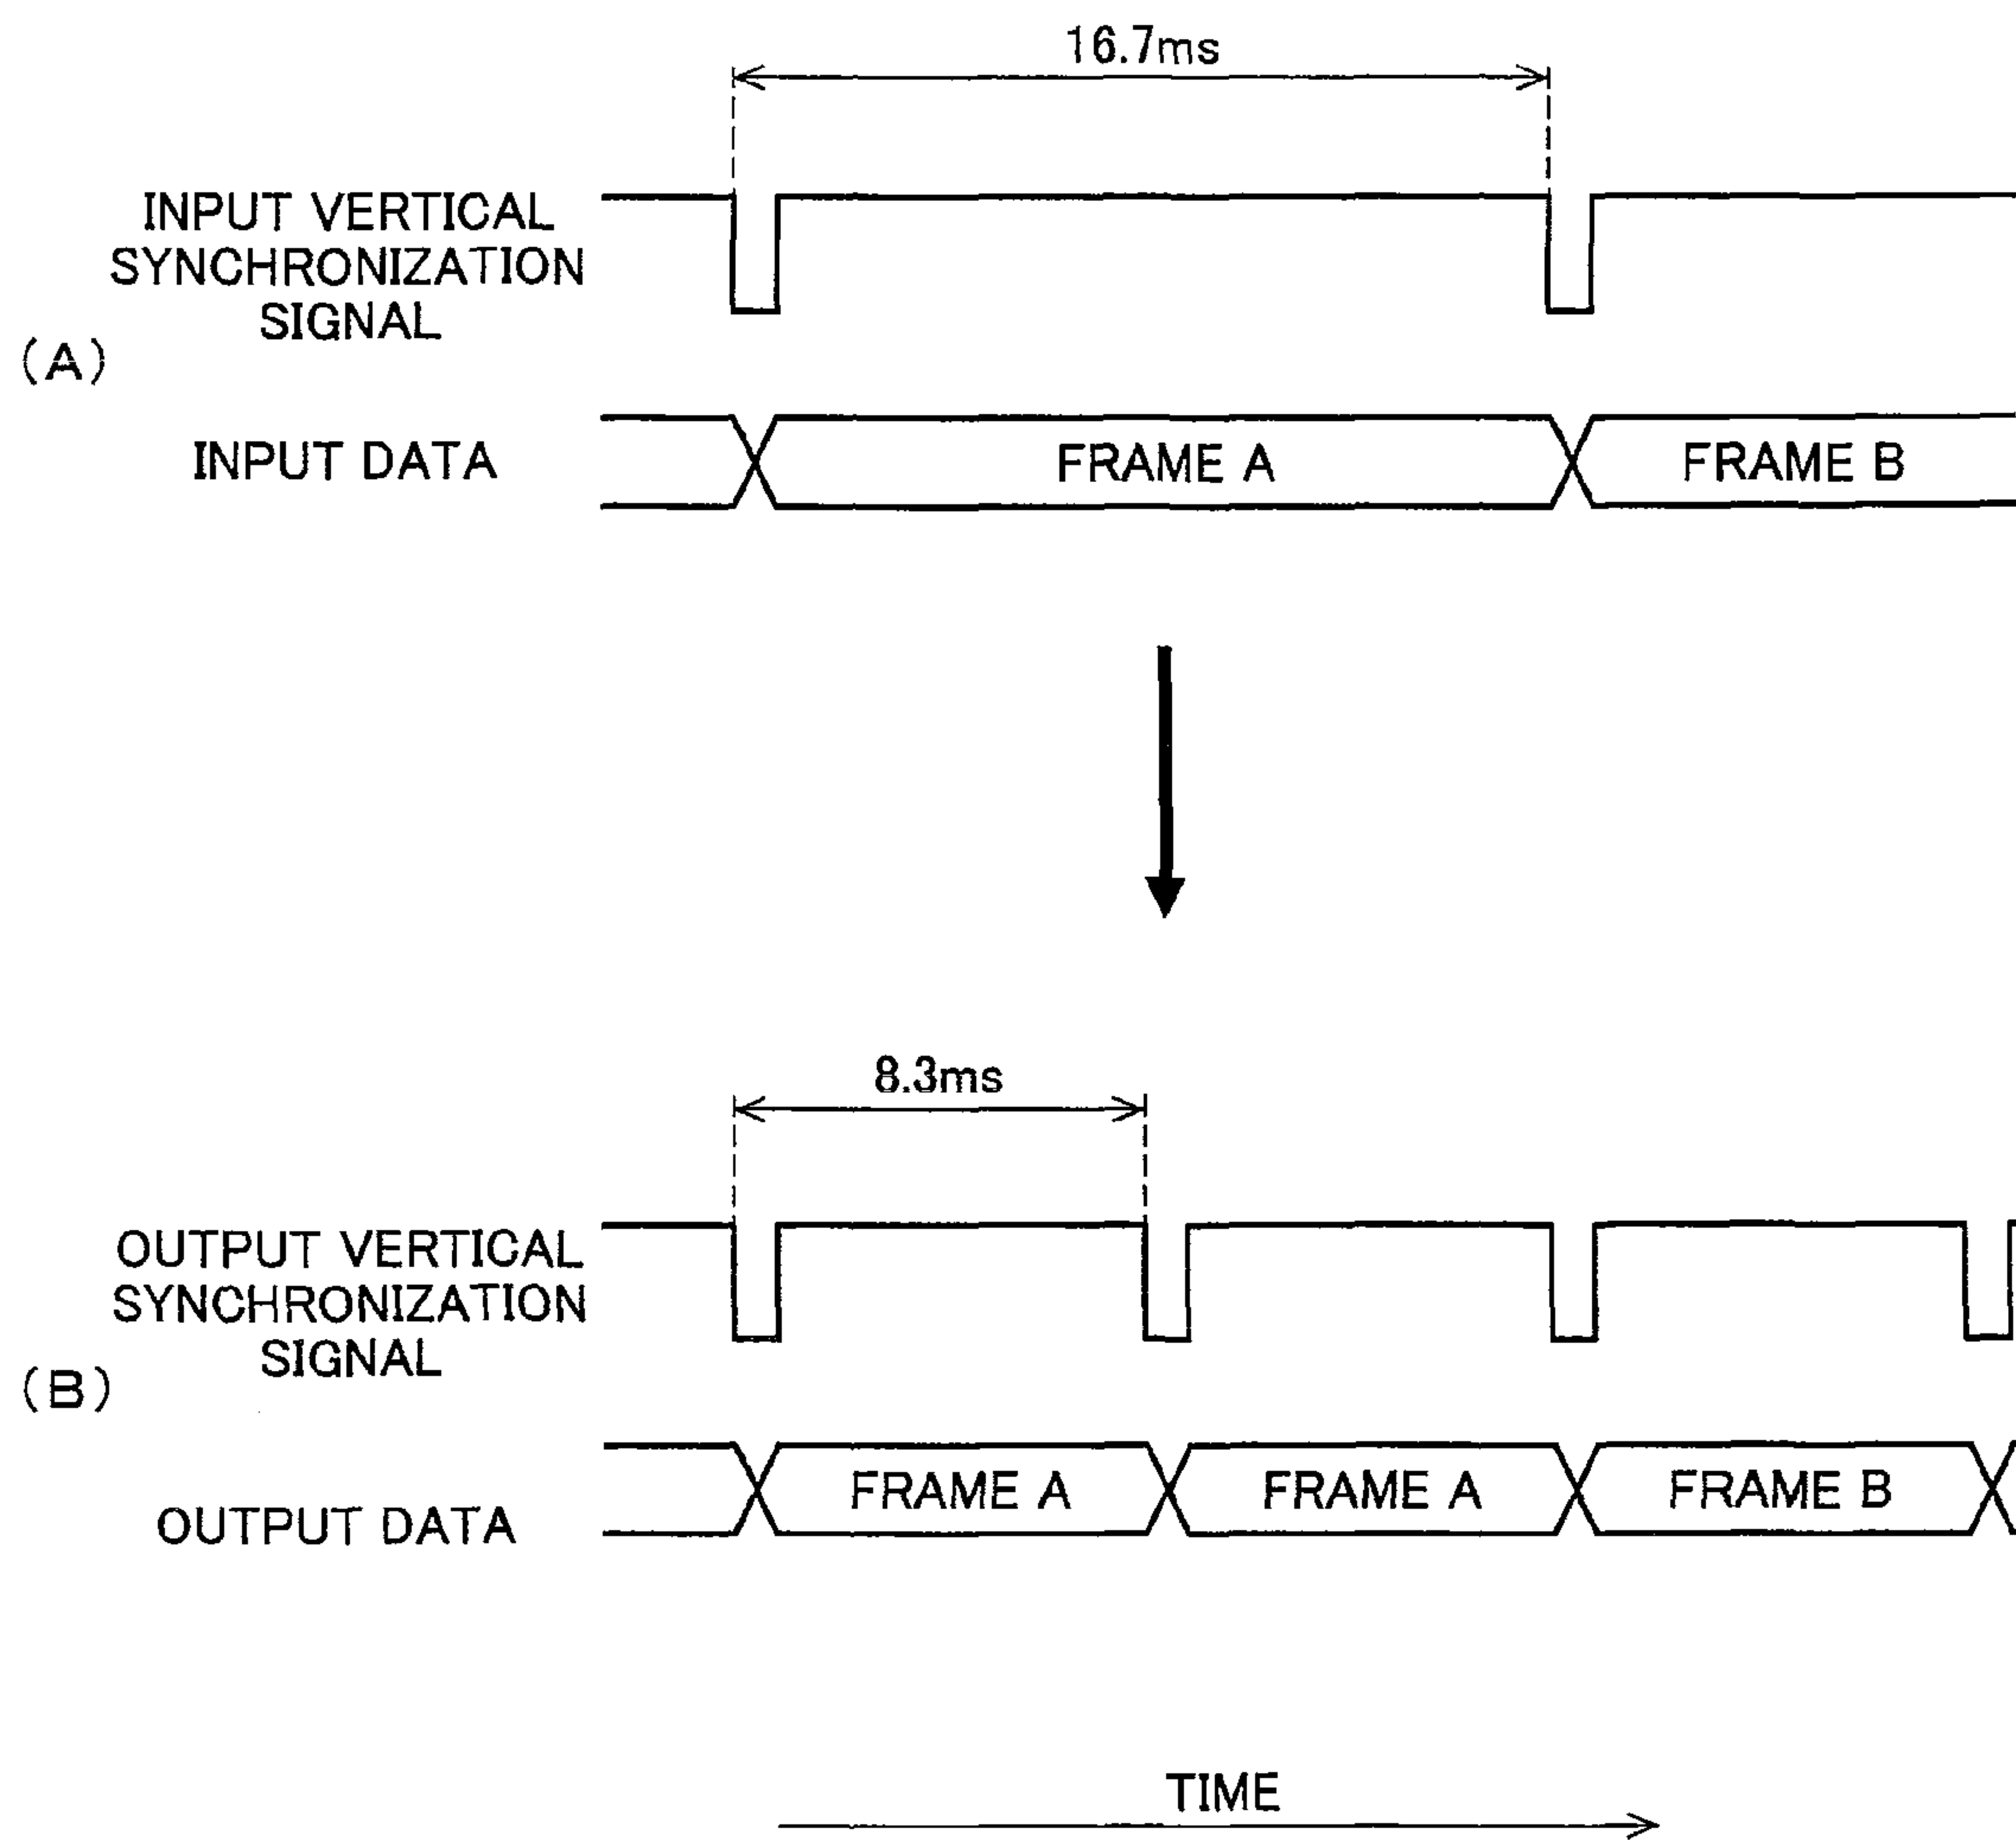 16.7ms
INPUT VERTICAL
SYNCHRONIZATION
SIGNAL
(A)
INPUT DATA
FRAME A
FRAME B
8.3ms
OUTPUT VERTICAL
SYNCHRONIZATION
SIGNAL
(B)
OUTPUT DATA
FRAME A
FRAME A
FRAME B
TIME